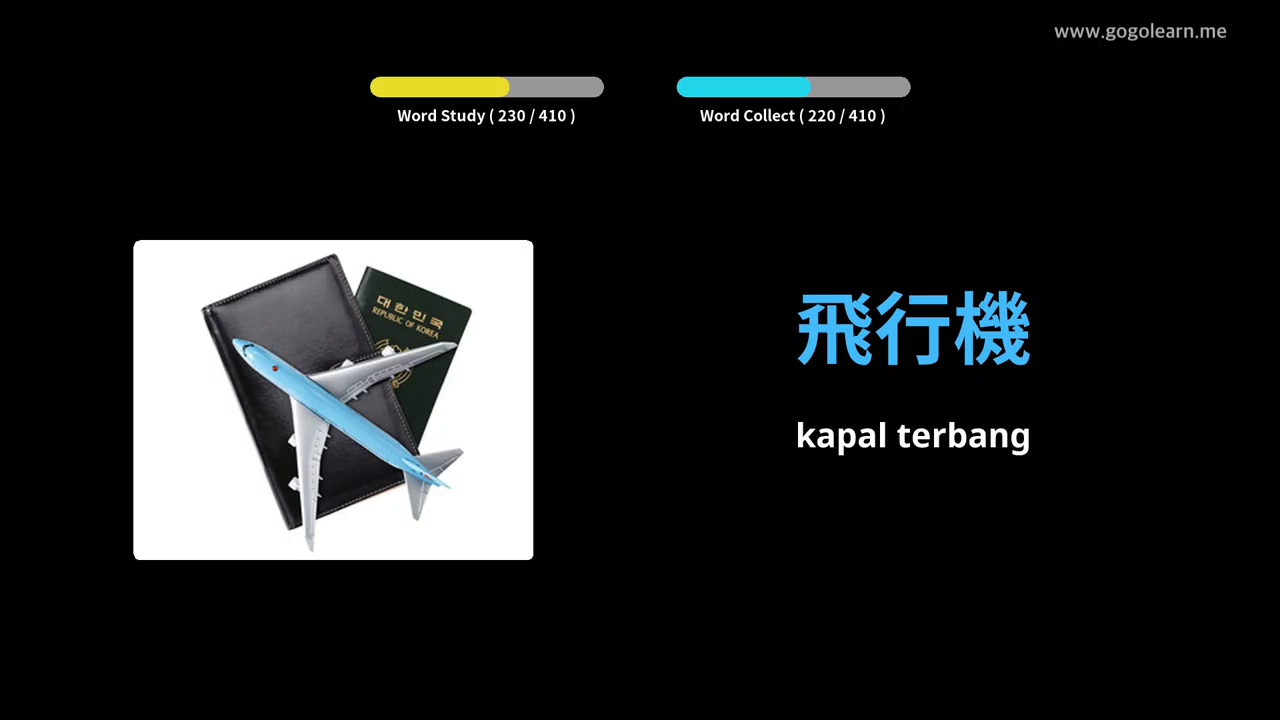 www.gogolearn.me
Word Study ( 230 / 410 )
Word Collect ( 220 / 410 )
대한민국
REPUBLIC OF KOREA
飛行機
kapal terbang